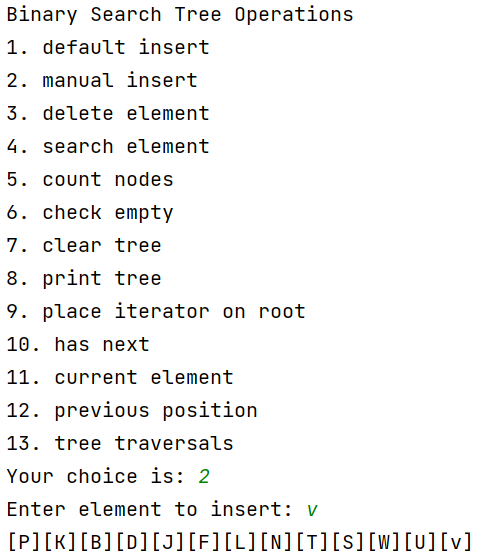 Binary Search Tree Operations
1. default insert
2. manual insert
3. delete element
4. search element
5. count nodes
6. check empty
7. clear tree
8. print tree
9. place iterator on root
10. has next
11. current element
12. previous position
13. tree traversals
Your choice is: 2
Enter element to insert: v
[P][K][B][D][J][F][L][N][T][S][W][U][v]